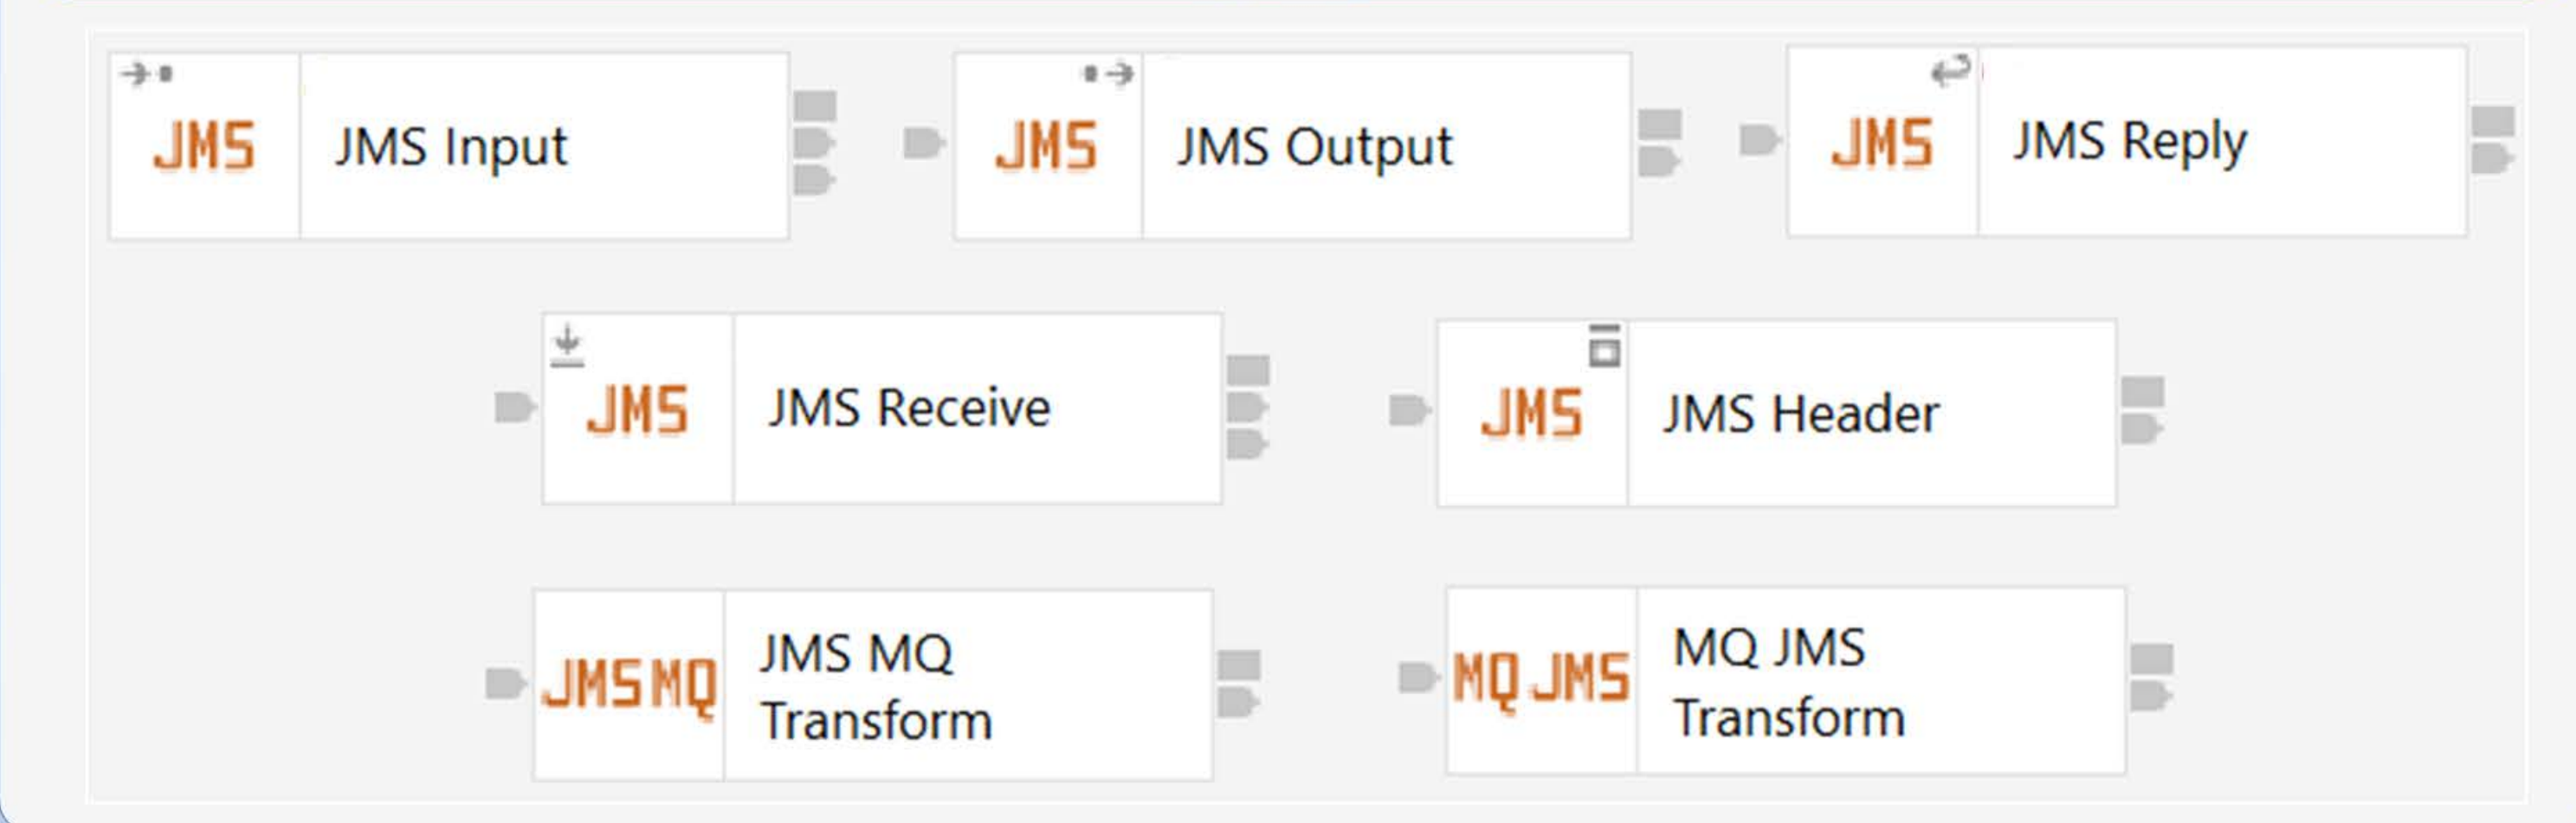 JMS JMS Input
JMS JMS Output
JMS JMS Reply
JMS JMS Receive
JMS JMS Header
JMS MQ JMS MQ
Transform
MQ JMS MQ JMS
Transform